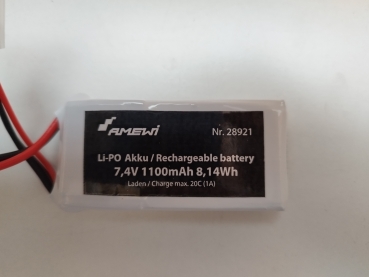 AMEWI Nr. 28921
Li-PO Akku / Rechargeable battery
7,4V 1100mAh 8,14Wh
Laden / Charge max. 20C (1A)